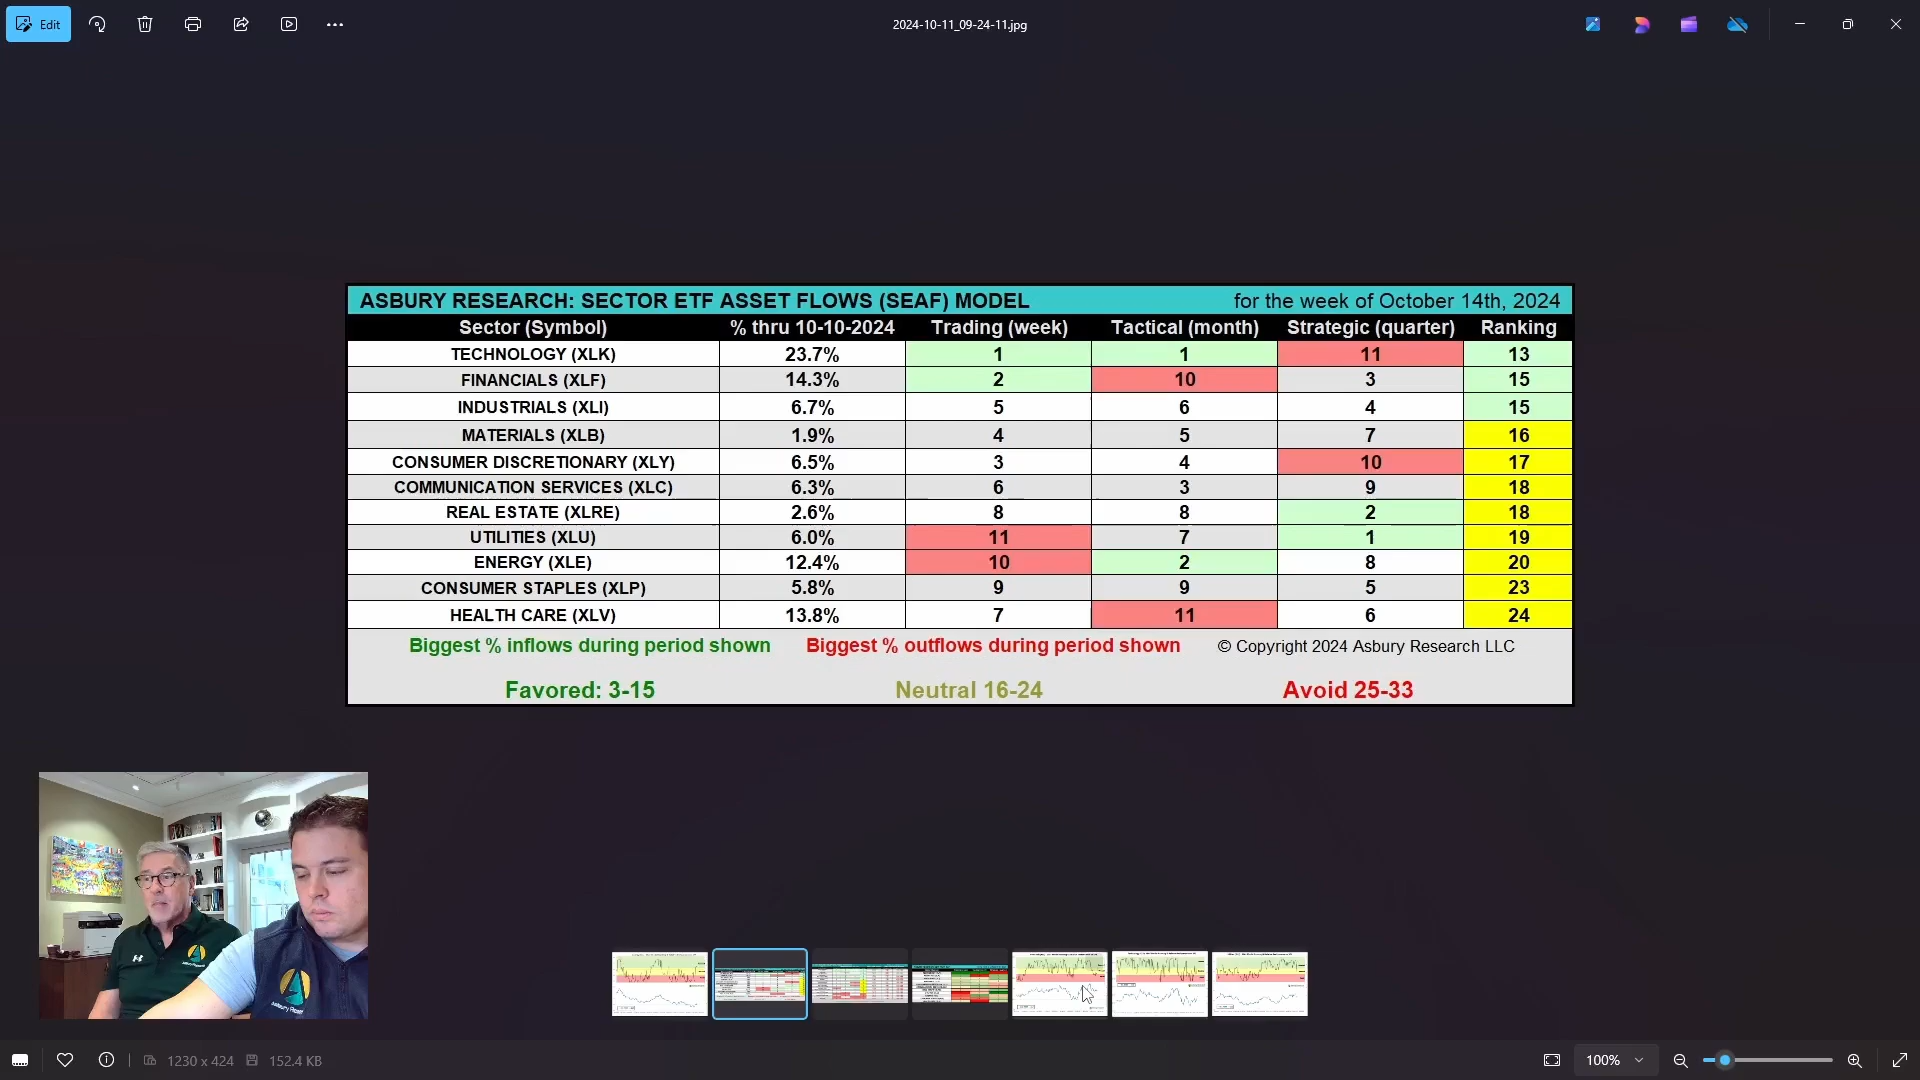 Edit
2024-10-11_09-24-11.jpg
ASBURY RESEARCH: SECTOR ETF ASSET FLOWS (SEAF) MODEL for the week of October 14th, 2024
Sector (Symbol) % thru 10-10-2024 Trading (week) Tactical (month) Strategic (quarter) Ranking
TECHNOLOGY (XLK) 23.7% 1 1 11 13
FINANCIALS (XLF) 14.3% 2 10 3 15
INDUSTRIALS (XLI) 6.7% 5 6 4 15
MATERIALS (XLB) 1.9% 4 5 7 16
CONSUMER DISCRETIONARY (XLY) 6.5% 3 4 10 17
COMMUNICATION SERVICES (XLC) 6.3% 6 3 9 18
REAL ESTATE (XLRE) 2.6% 8 8 2 18
UTILITIES (XLU) 6.0% 11 7 1 19
ENERGY (XLE) 12.4% 10 2 8 20
CONSUMER STAPLES (XLP) 5.8% 9 9 5 23
HEALTH CARE (XLV) 13.8% 7 11 6 24
Biggest % inflows during period shown Biggest % outflows during period shown © Copyright 2024 Asbury Research LLC
Favored: 3-15 Neutral 16-24 Avoid 25-33
1230 x 424 152.4 KB 100%